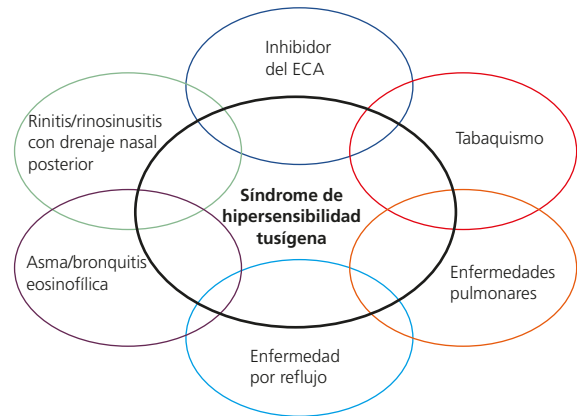 Inhibidor
del ECA
Rinitis/rinosinusitis
con drenaje nasal
posterior
Tabaquismo
Síndrome de
hipersensibilidad
tusígena
Asma/bronquitis
eosinofílica
Enfermedades
pulmonares
Enfermedad
por reflujo